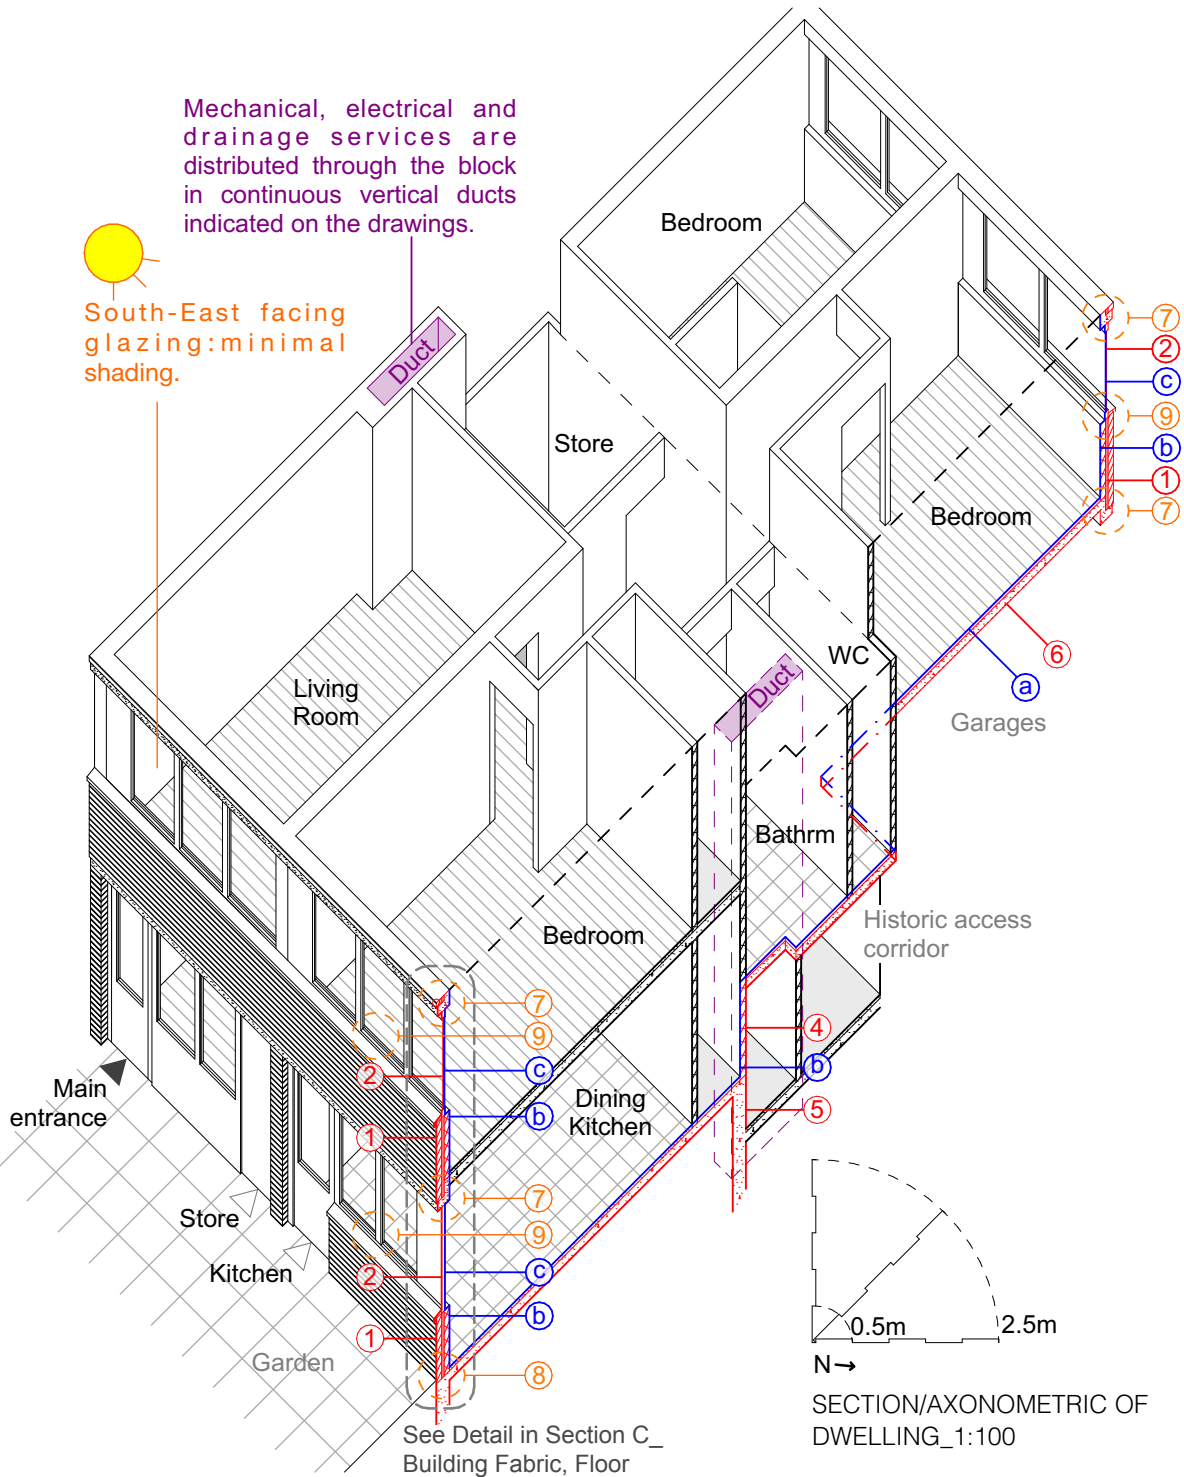 Mechanical, electrical and
drainage services are
distributed through the block
in continuous vertical ducts
indicated on the drawings.
South-East facing
glazing:minimal
shading.
Duct
Bedroom
Store
Bedroom
7
2
c
9
b
1
7
6
a
Garages
WC
Duct
Living
Room
Bathrm
Bedroom
Historic access
corridor
7
9
c
2
b
1
4
b
5
Dining
Kitchen
Main
entrance
Store
Kitchen
7
9
c
2
b
1
8
Garden
See Detail in Section C_
Building Fabric, Floor
0.5m
2.5m
N→
SECTION/AXONOMETRIC OF
DWELLING_1:100